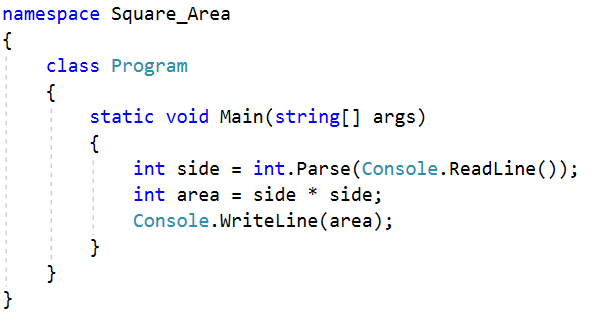 namespace Square_Area
{
    class Program
    {
        static void Main(string[] args)
        {
            int side = int.Parse(Console.ReadLine());
            int area = side * side;
            Console.WriteLine(area);
        }
    }
}